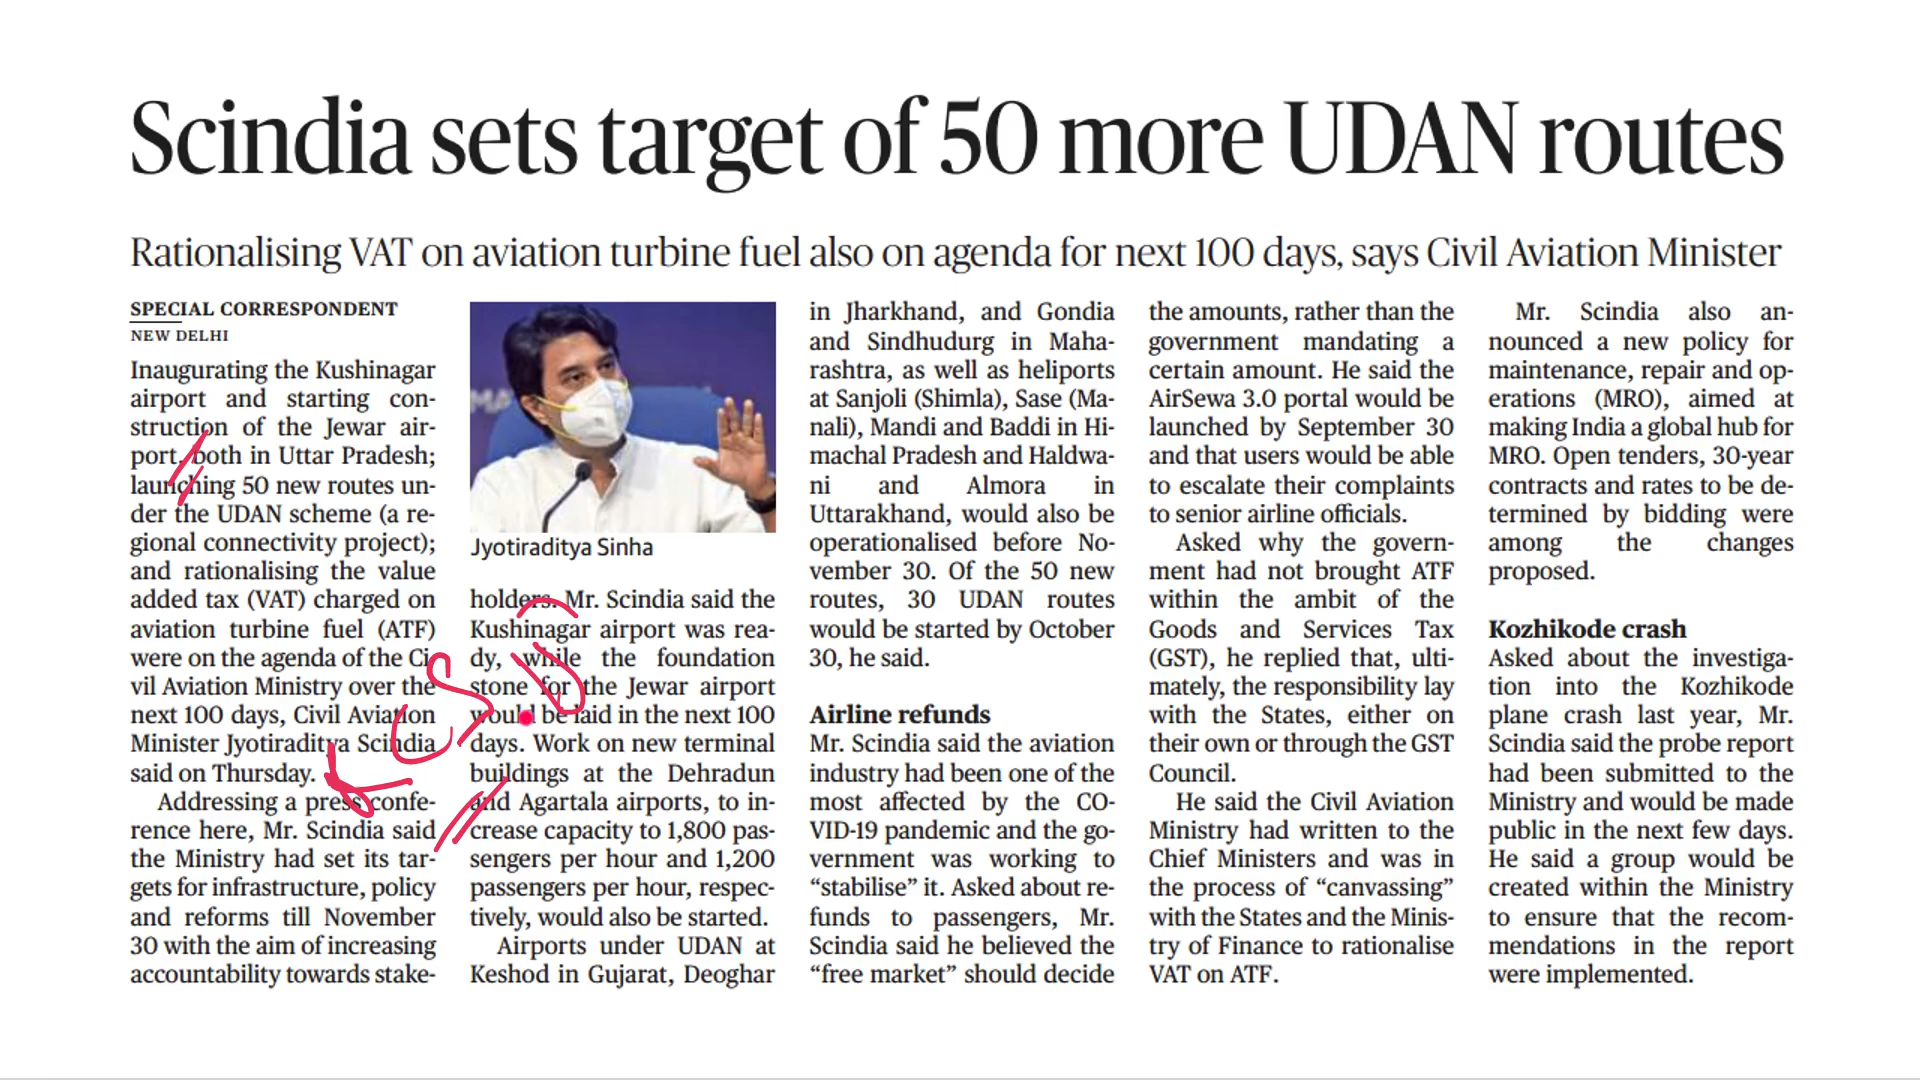 Scindia sets target of 50 more UDAN routes
Rationalising VAT on aviation turbine fuel also on agenda for next 100 days, says Civil Aviation Minister
SPECIAL CORRESPONDENT
NEW DELHI
Inaugurating the Kushinagar
airport and starting con-
struction of the Jewar air-
port, both in Uttar Pradesh;
launching 50 new routes un-
der the UDAN scheme (a re-
gional connectivity project);
and rationalising the value
added tax (VAT) charged on
aviation turbine fuel (ATF)
were on the agenda of the Ci-
vil Aviation Ministry over the
next 100 days, Civil Aviation
Minister Jyotiraditya Scindia
said on Thursday.
Addressing a press confe-
rence here, Mr. Scindia said
the Ministry had set its tar-
gets for infrastructure, policy
and reforms till November
30 with the aim of increasing
accountability towards stake-
Jyotiraditya Sinha
holders. Mr. Scindia said the
Kushinagar airport was rea-
dy, while the foundation
stone for the Jewar airport
would be laid in the next 100
days. Work on new terminal
buildings at the Dehradun
and Agartala airports, to in-
crease capacity to 1,800 pas-
sengers per hour and 1,200
passengers per hour, respec-
tively, would also be started.
Airports under UDAN at
Keshod in Gujarat, Deoghar
in Jharkhand, and Gondia
and Sindhudurg in Maha-
rashtra, as well as heliports
at Sanjoli (Shimla), Sase (Ma-
nali), Mandi and Baddi in Hi-
machal Pradesh and Haldwa-
ni and Almora in
Uttarakhand, would also be
operationalised before No-
vember 30. Of the 50 new
routes, 30 UDAN routes
would be started by October
30, he said.
Airline refunds
Mr. Scindia said the aviation
industry had been one of the
most affected by the CO-
VID-19 pandemic and the go-
vernment was working to
“stabilise” it. Asked about re-
funds to passengers, Mr.
Scindia said he believed the
“free market” should decide
the amounts, rather than the
government mandating a
certain amount. He said the
AirSewa 3.0 portal would be
launched by September 30
and that users would be able
to escalate their complaints
to senior airline officials.
Asked why the govern-
ment had not brought ATF
within the ambit of the
Goods and Services Tax
(GST), he replied that, ulti-
mately, the responsibility lay
with the States, either on
their own or through the GST
Council.
He said the Civil Aviation
Ministry had written to the
Chief Ministers and was in
the process of “canvassing”
with the States and the Minis-
try of Finance to rationalise
VAT on ATF.
Mr. Scindia also an-
nounced a new policy for
maintenance, repair and op-
erations (MRO), aimed at
making India a global hub for
MRO. Open tenders, 30-year
contracts and rates to be de-
termined by bidding were
among the changes
proposed.
Kozhikode crash
Asked about the investiga-
tion into the Kozhikode
plane crash last year, Mr.
Scindia said the probe report
had been submitted to the
Ministry and would be made
public in the next few days.
He said a group would be
created within the Ministry
to ensure that the recom-
mendations in the report
were implemented.